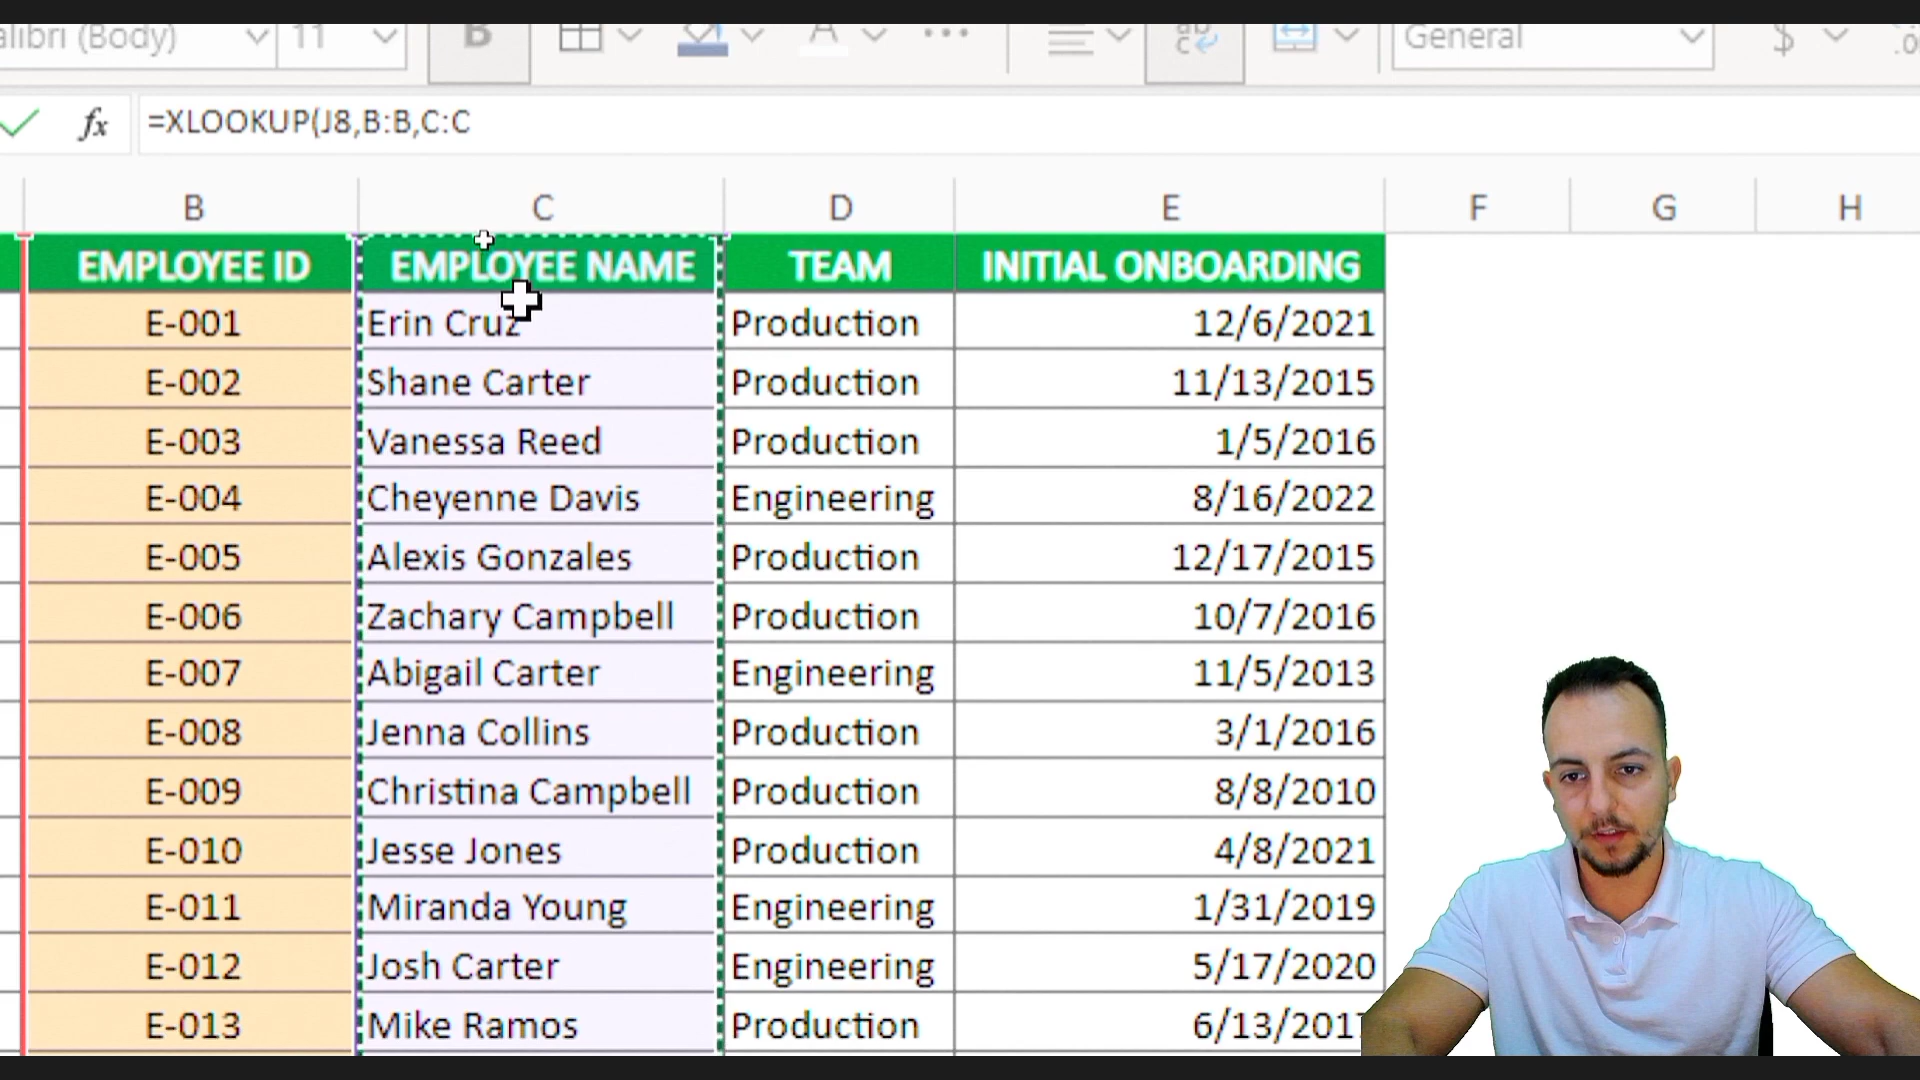 alibri (Body) 11 B A ... ab c General $ .0
fx =XLOOKUP(J8,B:B,C:C
B C D E F G H
EMPLOYEE ID EMPLOYEE NAME TEAM INITIAL ONBOARDING
E-001 Erin Cruz Production 12/6/2021
E-002 Shane Carter Production 11/13/2015
E-003 Vanessa Reed Production 1/5/2016
E-004 Cheyenne Davis Engineering 8/16/2022
E-005 Alexis Gonzales Production 12/17/2015
E-006 Zachary Campbell Production 10/7/2016
E-007 Abigail Carter Engineering 11/5/2013
E-008 Jenna Collins Production 3/1/2016
E-009 Christina Campbell Production 8/8/2010
E-010 Jesse Jones Production 4/8/2021
E-011 Miranda Young Engineering 1/31/2019
E-012 Josh Carter Engineering 5/17/2020
E-013 Mike Ramos Production 6/13/2017